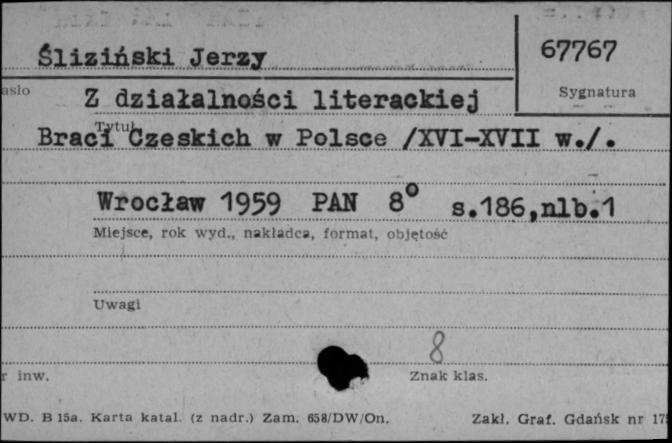 Śliziński Jerzy
67767
asło
Sygnatura
Z działalności literackiej
Tytuł
Braci Czeskich w Polsce /XVI-XVII w./.
Wrocław 1959 PAN 8° s.186,nlb.1
Miejsce, rok wyd., nakładca, format, objętość
Uwagi
8
r inw.
Znak klas.
WD. B 15a. Karta katal. (z nadr.) Zam. 658/DW/On.
Zakł. Graf. Gdańsk nr 175